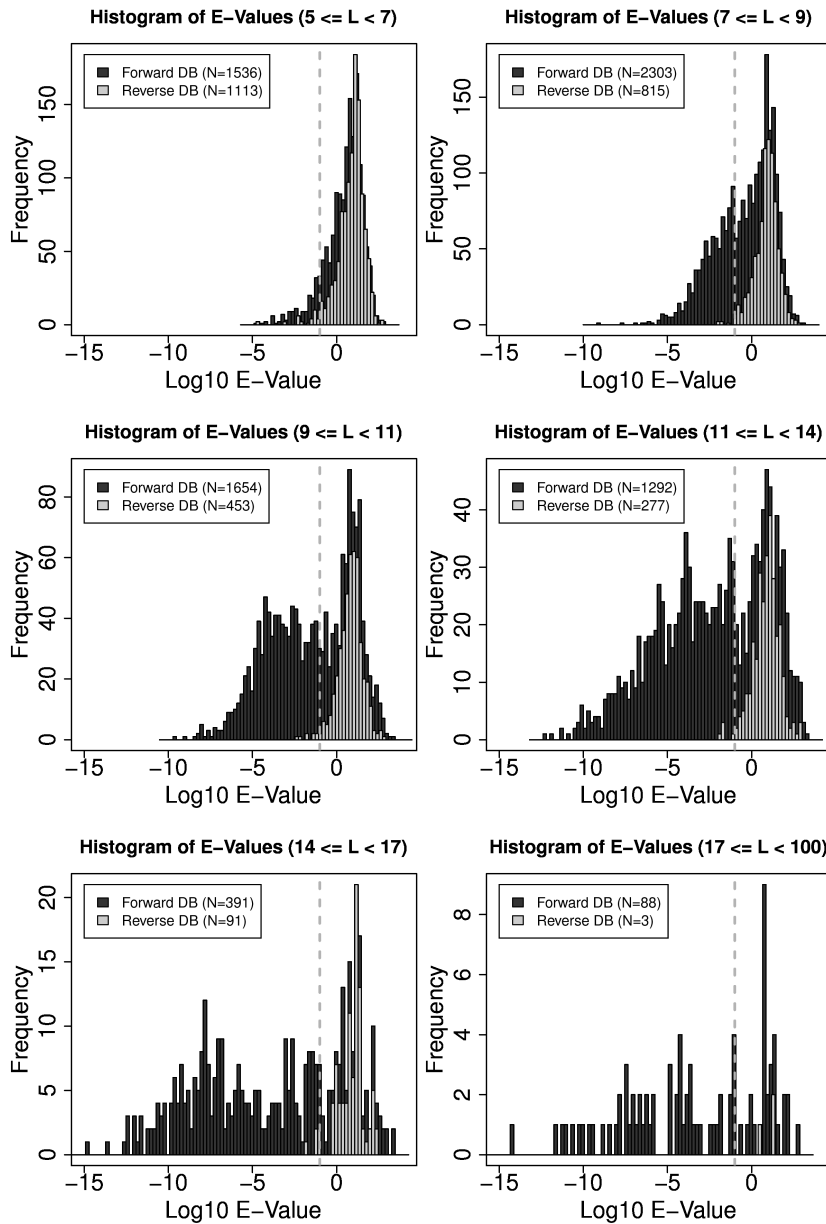 Histogram of E−Values (5 <= L < 7)
Forward DB (N=1536)
Reverse DB (N=1113)
Frequency
0
50
100
150
−15
−10
−5
0
Log10 E−Value
Histogram of E−Values (7 <= L < 9)
Forward DB (N=2303)
Reverse DB (N=815)
Frequency
0
50
100
150
−15
−10
−5
0
Log10 E−Value
Histogram of E−Values (9 <= L < 11)
Forward DB (N=1654)
Reverse DB (N=453)
Frequency
0
20
40
60
80
−15
−10
−5
0
Log10 E−Value
Histogram of E−Values (11 <= L < 14)
Forward DB (N=1292)
Reverse DB (N=277)
Frequency
0
10
20
30
40
−15
−10
−5
0
Log10 E−Value
Histogram of E−Values (14 <= L < 17)
Forward DB (N=391)
Reverse DB (N=91)
Frequency
0
5
10
15
20
−15
−10
−5
0
Log10 E−Value
Histogram of E−Values (17 <= L < 100)
Forward DB (N=88)
Reverse DB (N=3)
Frequency
0
2
4
6
8
−15
−10
−5
0
Log10 E−Value